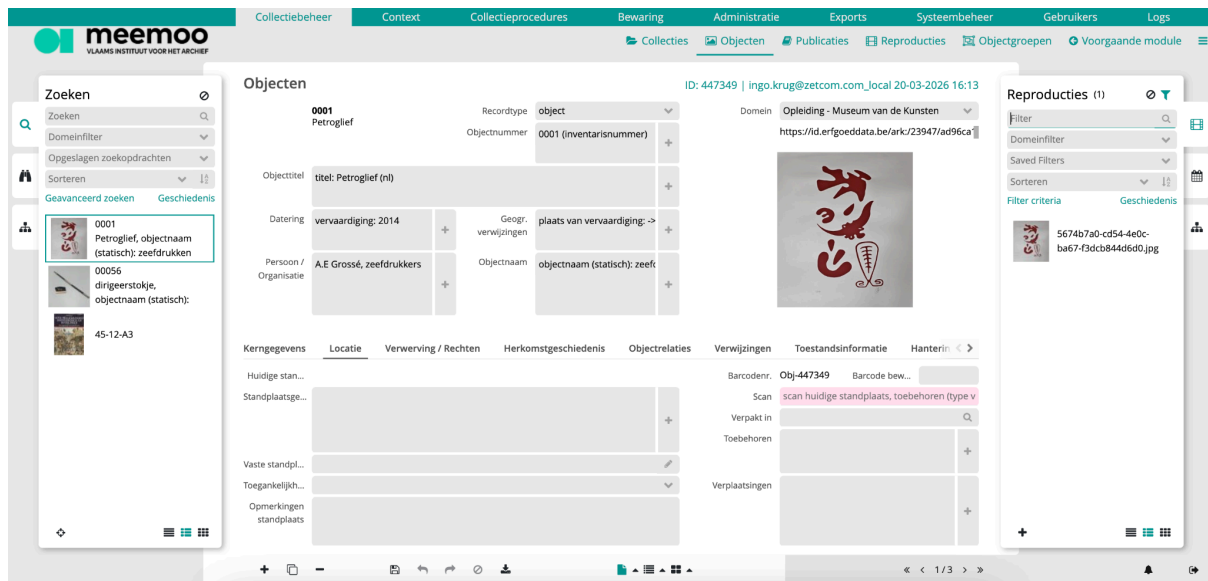 Collectiebeheer Context Collectieprocedures Bewaring Administratie Exports Systeembeheer Gebruikers Logs
meemoo
VLAAMS INSTITUUT VOOR HET ARCHIEF
Collecties Objecten Publicaties Reproducties Objectgroepen Voorgaande module
Zoeken
Zoeken
Domeinfilter
Opgeslagen zoekopdrachten
Sorteren
Geavanceerd zoeken Geschiedenis
0001
Petroglief, objectnaam
(statisch): zeefdrukken
00056
dirigeerstokje,
objectnaam (statisch):
45-12-A3
Objecten
ID: 447349 | ingo.krug@zetcom.com_local 20-03-2026 16:13
0001
Petroglief
Recordtype object
Domein Opleiding - Museum van de Kunsten
Objectnummer 0001 (inventarisnummer)
https://id.erfgoeddata.be/ark:/23947/ad96ca1
Objecttitel titel: Petroglief (nl)
Datering vervaardiging: 2014
Geogr.
verwijzingen
plaats van vervaardiging: ->
Persoon /
Organisatie
A.E Grossé, zeefdrukkers
Objectnaam objectnaam (statisch): zeefd
Kerngegevens Locatie Verwerving / Rechten Herkomstgeschiedenis Objectrelaties Verwijzingen Toestandsinformatie Hanterin
Huidige stan...
Standplaatsge...
Vaste standpl...
Toegankelijkh...
Opmerkingen
standplaats
Barcodenr. Obj-447349 Barcode bew...
Scan scan huidige standplaats, toebehoren (type v
Verpakt in
Toebehoren
Verplaatsingen
1/3
Reproducties (1)
Filter
Domeinfilter
Saved Filters
Sorteren
Filter criteria Geschiedenis
5674b7a0-cd54-4e0c-
ba67-f3dcb844d6d0.jpg